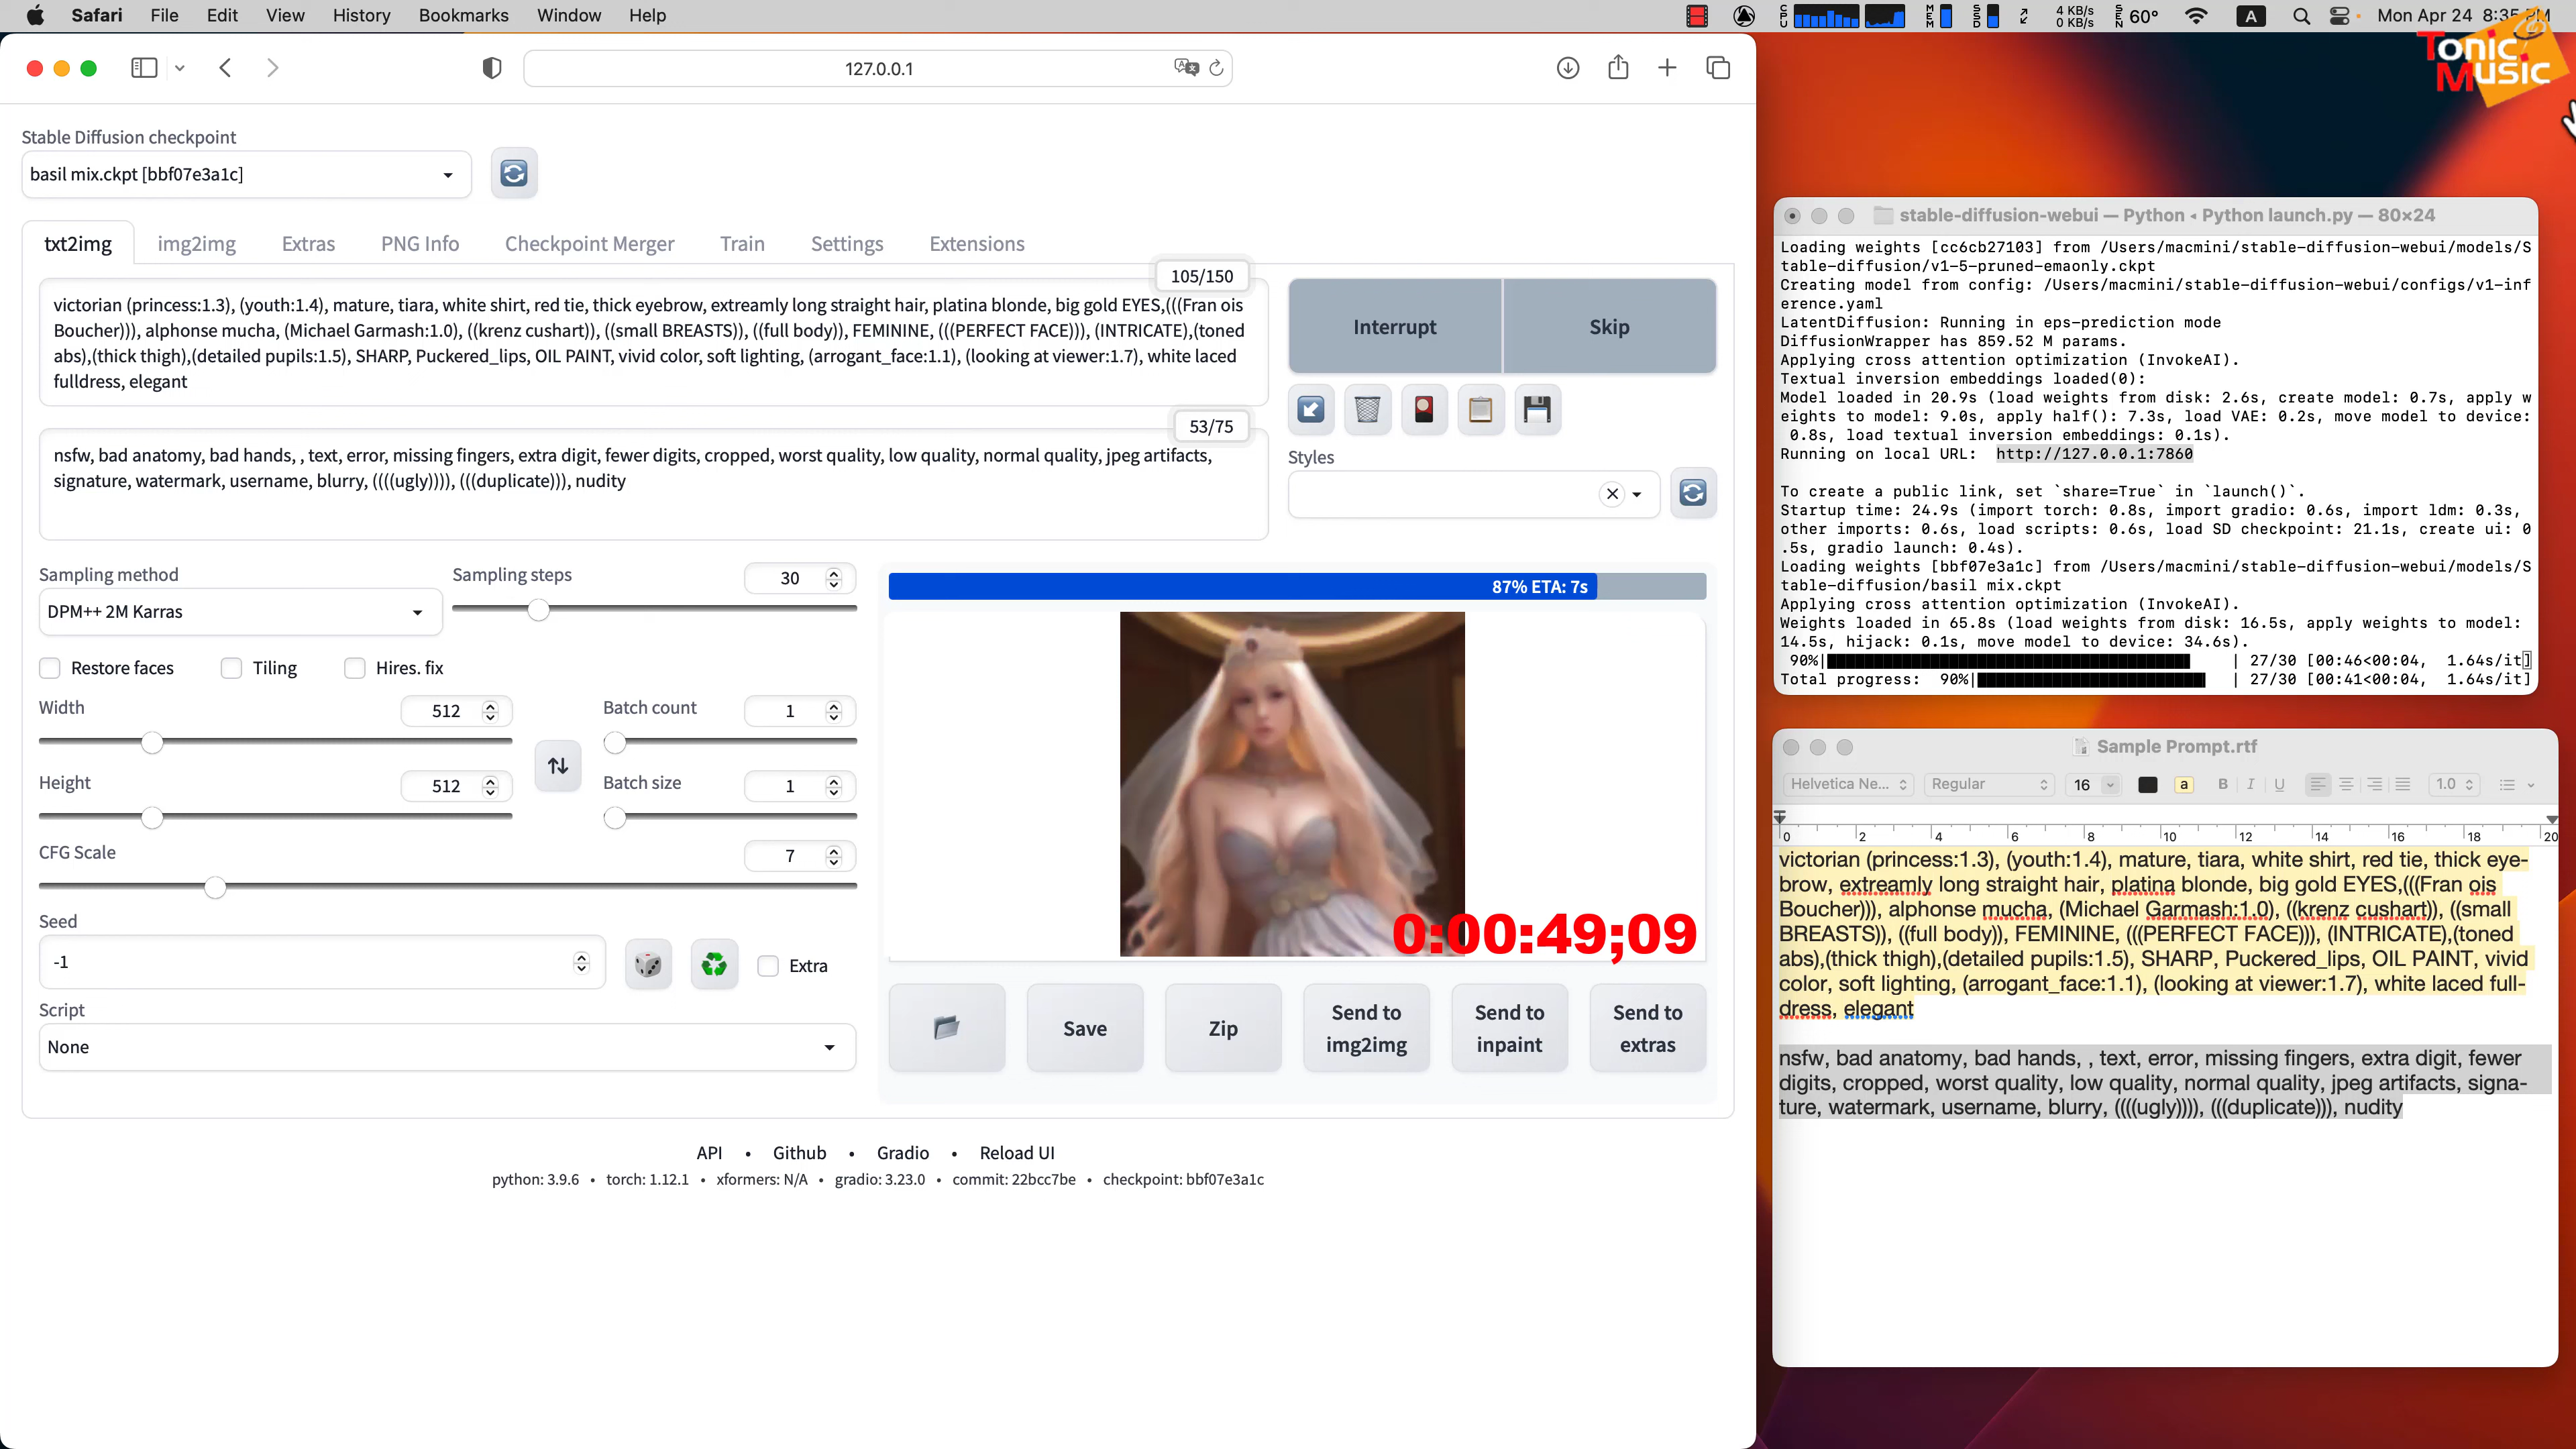 Safari File Edit View History Bookmarks Window Help
CPU MEM SSD 4 KB/s 0 KB/s SEN 60° A Mon Apr 24 8:35
Tonic Music
127.0.0.1
Stable Diffusion checkpoint
basil mix.ckpt [bbf07e3a1c]
txt2img img2img Extras PNG Info Checkpoint Merger Train Settings Extensions
105/150
victorian (princess:1.3), (youth:1.4), mature, tiara, white shirt, red tie, thick eyebrow, extreamly long straight hair, platina blonde, big gold EYES,(((Fran ois
Boucher))), alphonse mucha, (Michael Garmash:1.0), ((krenz cushart)), ((small BREASTS)), ((full body)), FEMININE, (((PERFECT FACE))), (INTRICATE),(toned
abs),(thick thigh),(detailed pupils:1.5), SHARP, Puckered_lips, OIL PAINT, vivid color, soft lighting, (arrogant_face:1.1), (looking at viewer:1.7), white laced
fulldress, elegant
53/75
nsfw, bad anatomy, bad hands, , text, error, missing fingers, extra digit, fewer digits, cropped, worst quality, low quality, normal quality, jpeg artifacts,
signature, watermark, username, blurry, ((((ugly)))), (((duplicate))), nudity
Interrupt Skip
Styles
Sampling method
DPM++ 2M Karras
Sampling steps 30
Restore faces Tiling Hires. fix
Width 512
Batch count 1
Height 512
Batch size 1
CFG Scale 7
Seed
-1
Extra
Script
None
87% ETA: 7s
0:00:49;09
Save Zip Send to img2img Send to inpaint Send to extras
API • Github • Gradio • Reload UI
python: 3.9.6 • torch: 1.12.1 • xformers: N/A • gradio: 3.23.0 • commit: 22bcc7be • checkpoint: bbf07e3a1c
stable-diffusion-webui — Python ◂ Python launch.py — 80×24
Loading weights [cc6cb27103] from /Users/macmini/stable-diffusion-webui/models/S
table-diffusion/v1-5-pruned-emaonly.ckpt
Creating model from config: /Users/macmini/stable-diffusion-webui/configs/v1-inf
erence.yaml
LatentDiffusion: Running in eps-prediction mode
DiffusionWrapper has 859.52 M params.
Applying cross attention optimization (InvokeAI).
Textual inversion embeddings loaded(0):
Model loaded in 20.9s (load weights from disk: 2.6s, create model: 0.7s, apply w
eights to model: 9.0s, apply half(): 7.3s, load VAE: 0.2s, move model to device:
0.8s, load textual inversion embeddings: 0.1s).
Running on local URL: http://127.0.0.1:7860
To create a public link, set `share=True` in `launch()`.
Startup time: 24.9s (import torch: 0.8s, import gradio: 0.6s, import ldm: 0.3s,
other imports: 0.6s, load scripts: 0.6s, load SD checkpoint: 21.1s, create ui: 0
.5s, gradio launch: 0.4s).
Loading weights [bbf07e3a1c] from /Users/macmini/stable-diffusion-webui/models/S
table-diffusion/basil mix.ckpt
Applying cross attention optimization (InvokeAI).
Weights loaded in 65.8s (load weights from disk: 16.5s, apply weights to model:
14.5s, hijack: 0.1s, move model to device: 34.6s).
90%| | 27/30 [00:46<00:04, 1.64s/it]
Total progress: 90%| | 27/30 [00:41<00:04, 1.64s/it]
Sample Prompt.rtf
Helvetica Ne... Regular 16 a B I U 1.0
0 2 4 6 8 10 12 14 16 18 20
victorian (princess:1.3), (youth:1.4), mature, tiara, white shirt, red tie, thick eye-
brow, extreamly long straight hair, platina blonde, big gold EYES,(((Fran ois
Boucher))), alphonse mucha, (Michael Garmash:1.0), ((krenz cushart)), ((small
BREASTS)), ((full body)), FEMININE, (((PERFECT FACE))), (INTRICATE),(toned
abs),(thick thigh),(detailed pupils:1.5), SHARP, Puckered_lips, OIL PAINT, vivid
color, soft lighting, (arrogant_face:1.1), (looking at viewer:1.7), white laced full-
dress, elegant
nsfw, bad anatomy, bad hands, , text, error, missing fingers, extra digit, fewer
digits, cropped, worst quality, low quality, normal quality, jpeg artifacts, signa-
ture, watermark, username, blurry, ((((ugly)))), (((duplicate))), nudity